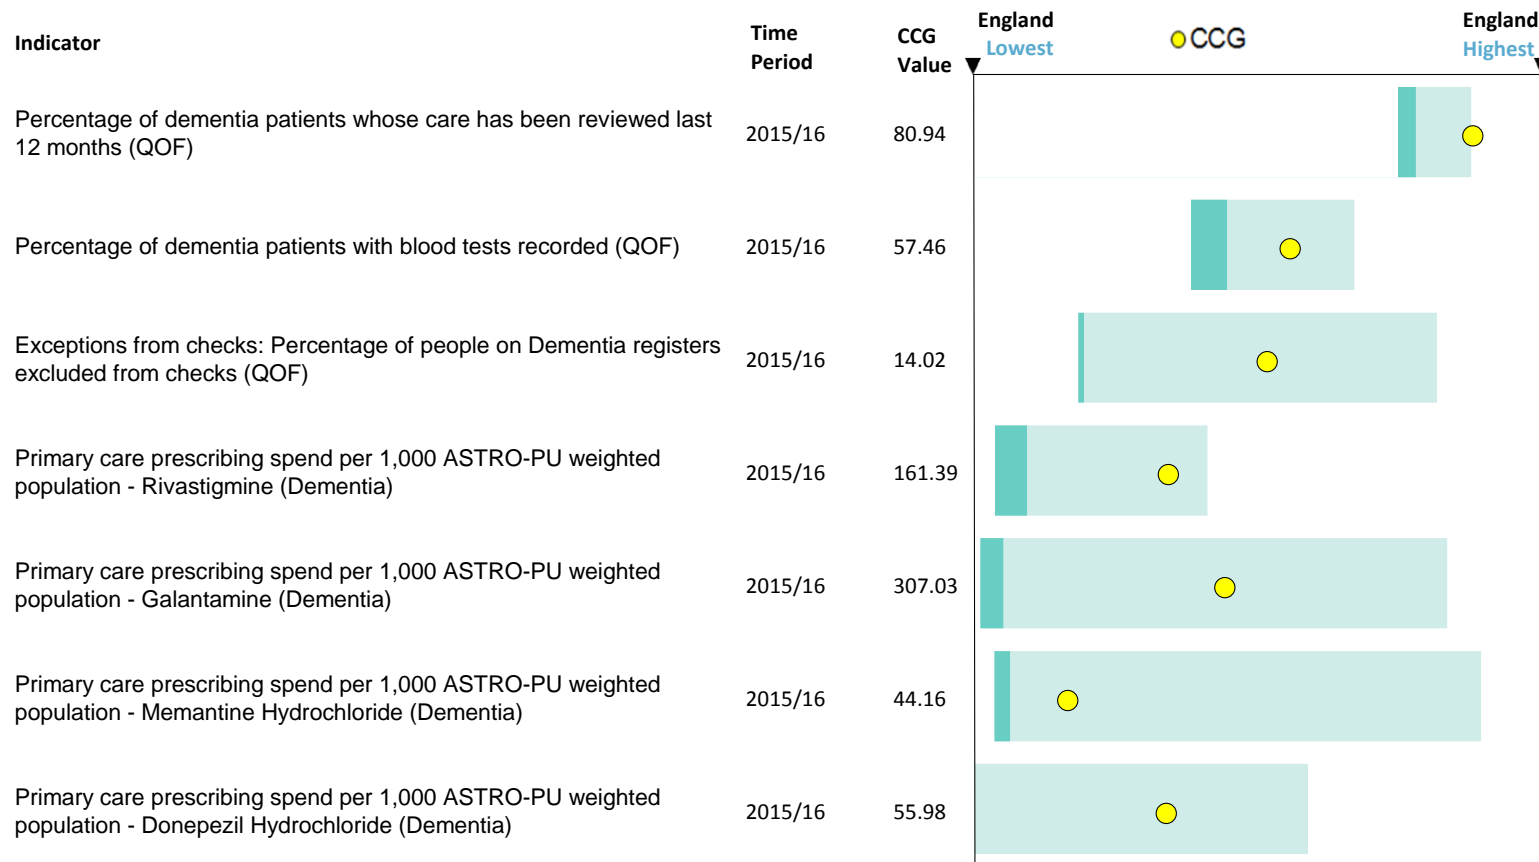 Indicator
Time
Period
CCG
Value
England
Lowest
CCG
England
Highest
Percentage of dementia patients whose care has been reviewed last
12 months (QOF)
2015/16
80.94
Percentage of dementia patients with blood tests recorded (QOF)
2015/16
57.46
Exceptions from checks: Percentage of people on Dementia registers
excluded from checks (QOF)
2015/16
14.02
Primary care prescribing spend per 1,000 ASTRO-PU weighted
population - Rivastigmine (Dementia)
2015/16
161.39
Primary care prescribing spend per 1,000 ASTRO-PU weighted
population - Galantamine (Dementia)
2015/16
307.03
Primary care prescribing spend per 1,000 ASTRO-PU weighted
population - Memantine Hydrochloride (Dementia)
2015/16
44.16
Primary care prescribing spend per 1,000 ASTRO-PU weighted
population - Donepezil Hydrochloride (Dementia)
2015/16
55.98